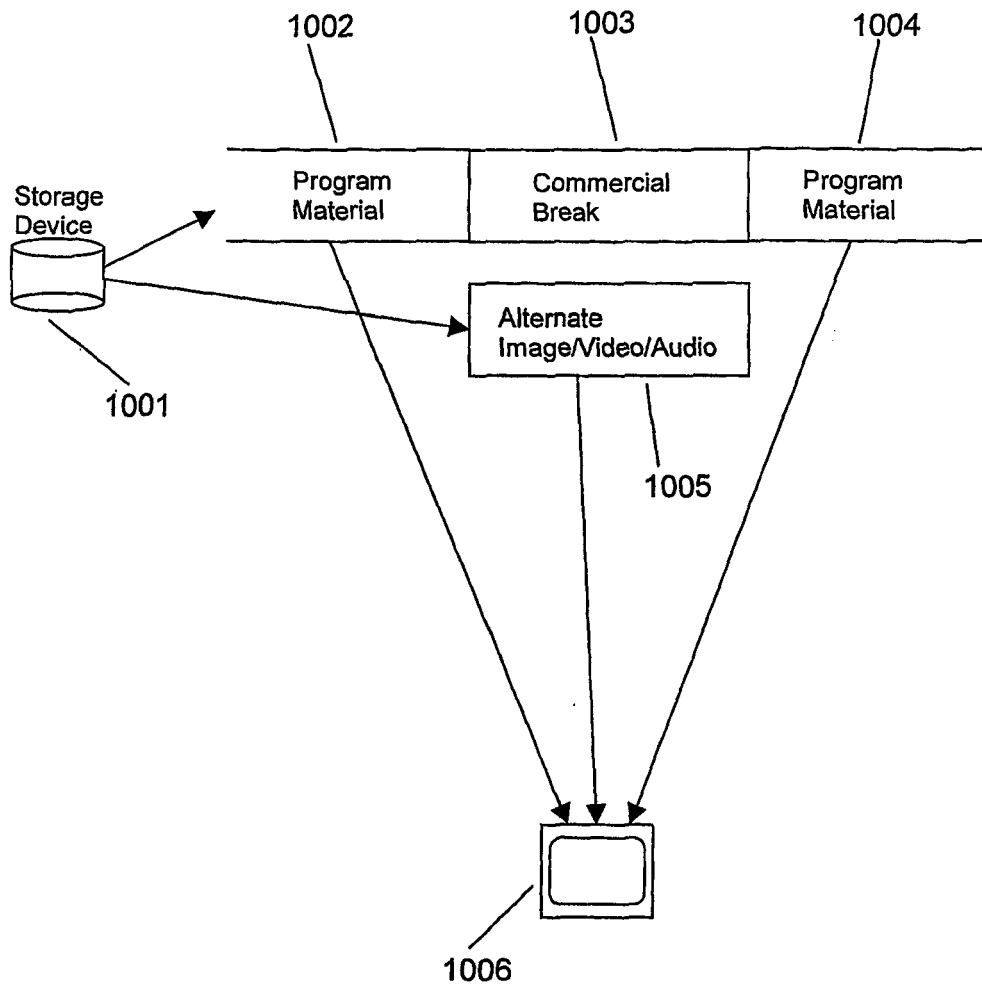 1002
1003
1004
Storage
Device
Program
Material
Commercial
Break
Program
Material
Alternate
Image/Video/Audio
1001
1005
1006